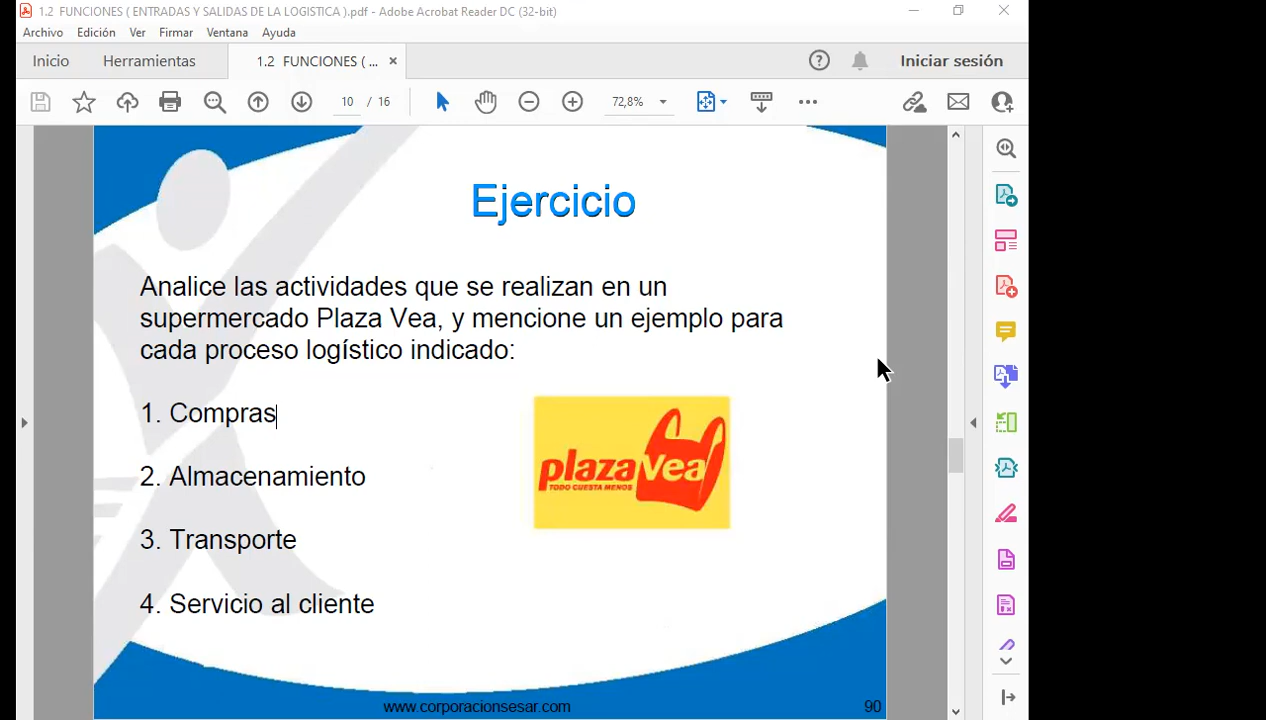 1.2 FUNCIONES ( ENTRADAS Y SALIDAS DE LA LOGISTICA ).pdf - Adobe Acrobat Reader DC (32-bit)
Archivo Edición Ver Firmar Ventana Ayuda
Inicio Herramientas 1.2 FUNCIONES ( ... Iniciar sesión
10 / 16 72,8%
Ejercicio
Analice las actividades que se realizan en un
supermercado Plaza Vea, y mencione un ejemplo para
cada proceso logístico indicado:
1. Compras
2. Almacenamiento
3. Transporte
4. Servicio al cliente
plaza Vea
TODO CUESTA MENOS
www.corporacionsesar.com 90